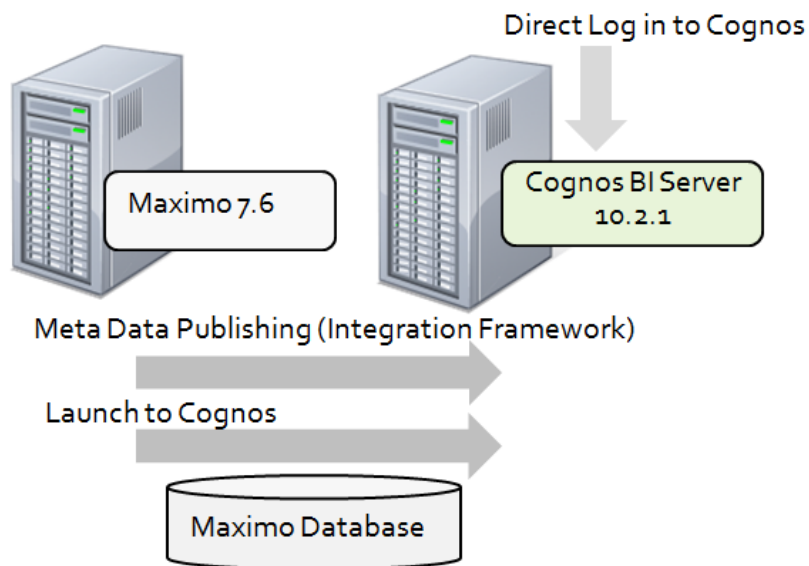 Direct Log in to Cognos
Maximo 7.6
Cognos BI Server
10.2.1
Meta Data Publishing (Integration Framework)
Launch to Cognos
Maximo Database